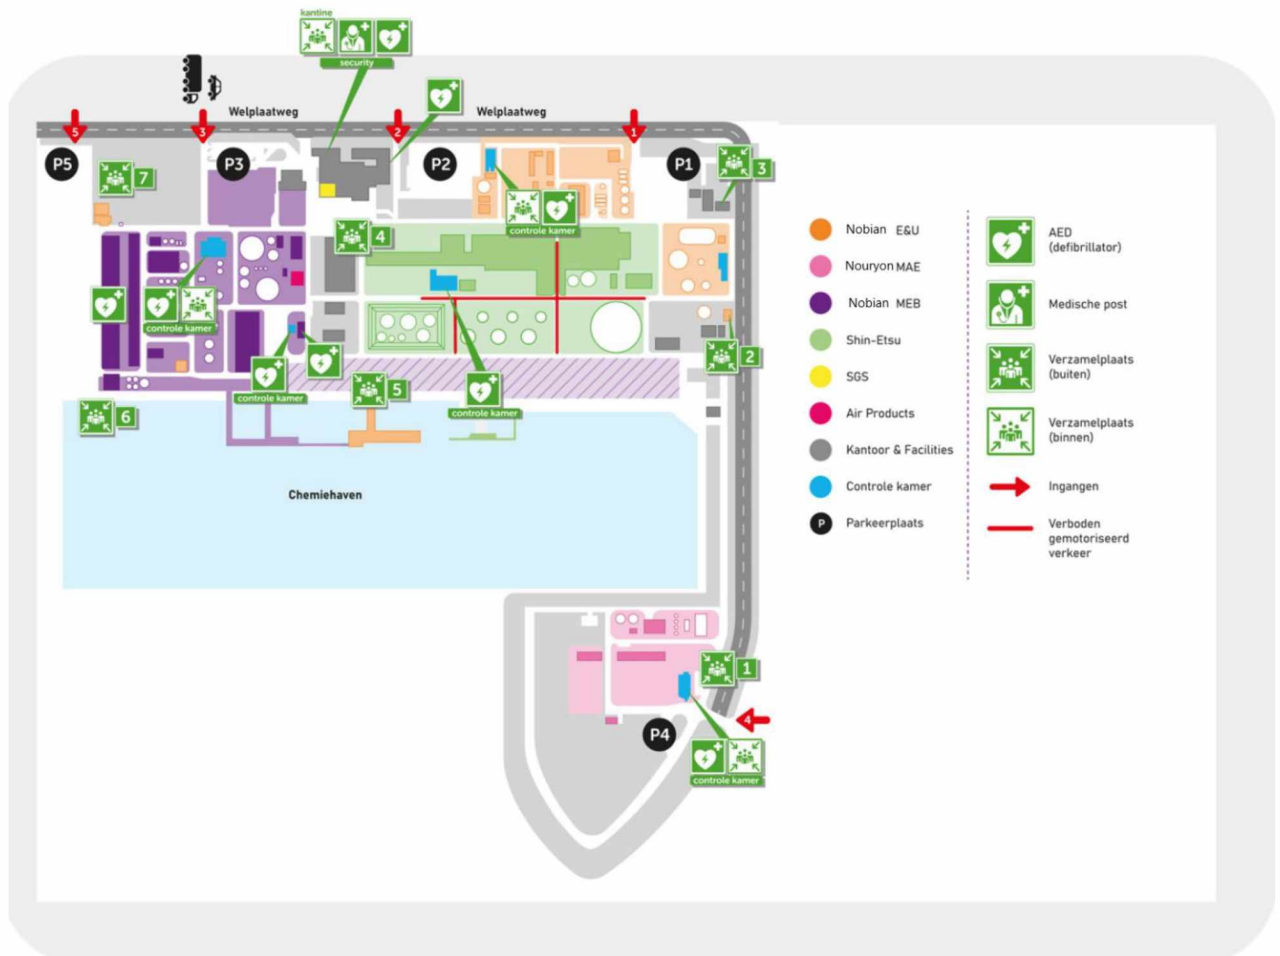 kantine
security
Welplaatweg
Welplaatweg
5
3
2
1
P5
P3
P2
P1
3
7
4
controle kamer
controle kamer
2
controle kamer
5
controle kamer
6
Chemiehaven
1
4
P4
controle kamer
Nobian E&U
Nouryon MAE
Nobian MEB
Shin-Etsu
SGS
Air Products
Kantoor & Facilities
Controle kamer
P
Parkeerplaats
AED
(defibrillator)
Medische post
Verzamelplaats
(buiten)
Verzamelplaats
(binnen)
Ingangen
Verboden
gemotoriseerd
verkeer